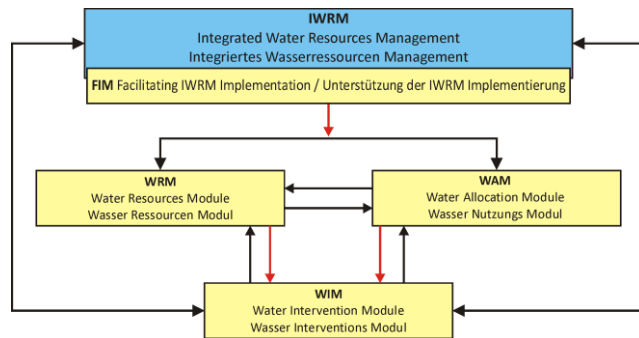 IWRM
Integrated Water Resources Management
Integriertes Wasserressourcen Management
FIM Facilitating IWRM Implementation / Unterstützung der IWRM Implementierung
WRM
Water Resources Module
Wasser Ressourcen Modul
WAM
Water Allocation Module
Wasser Nutzungs Modul
WIM
Water Intervention Module
Wasser Interventions Modul